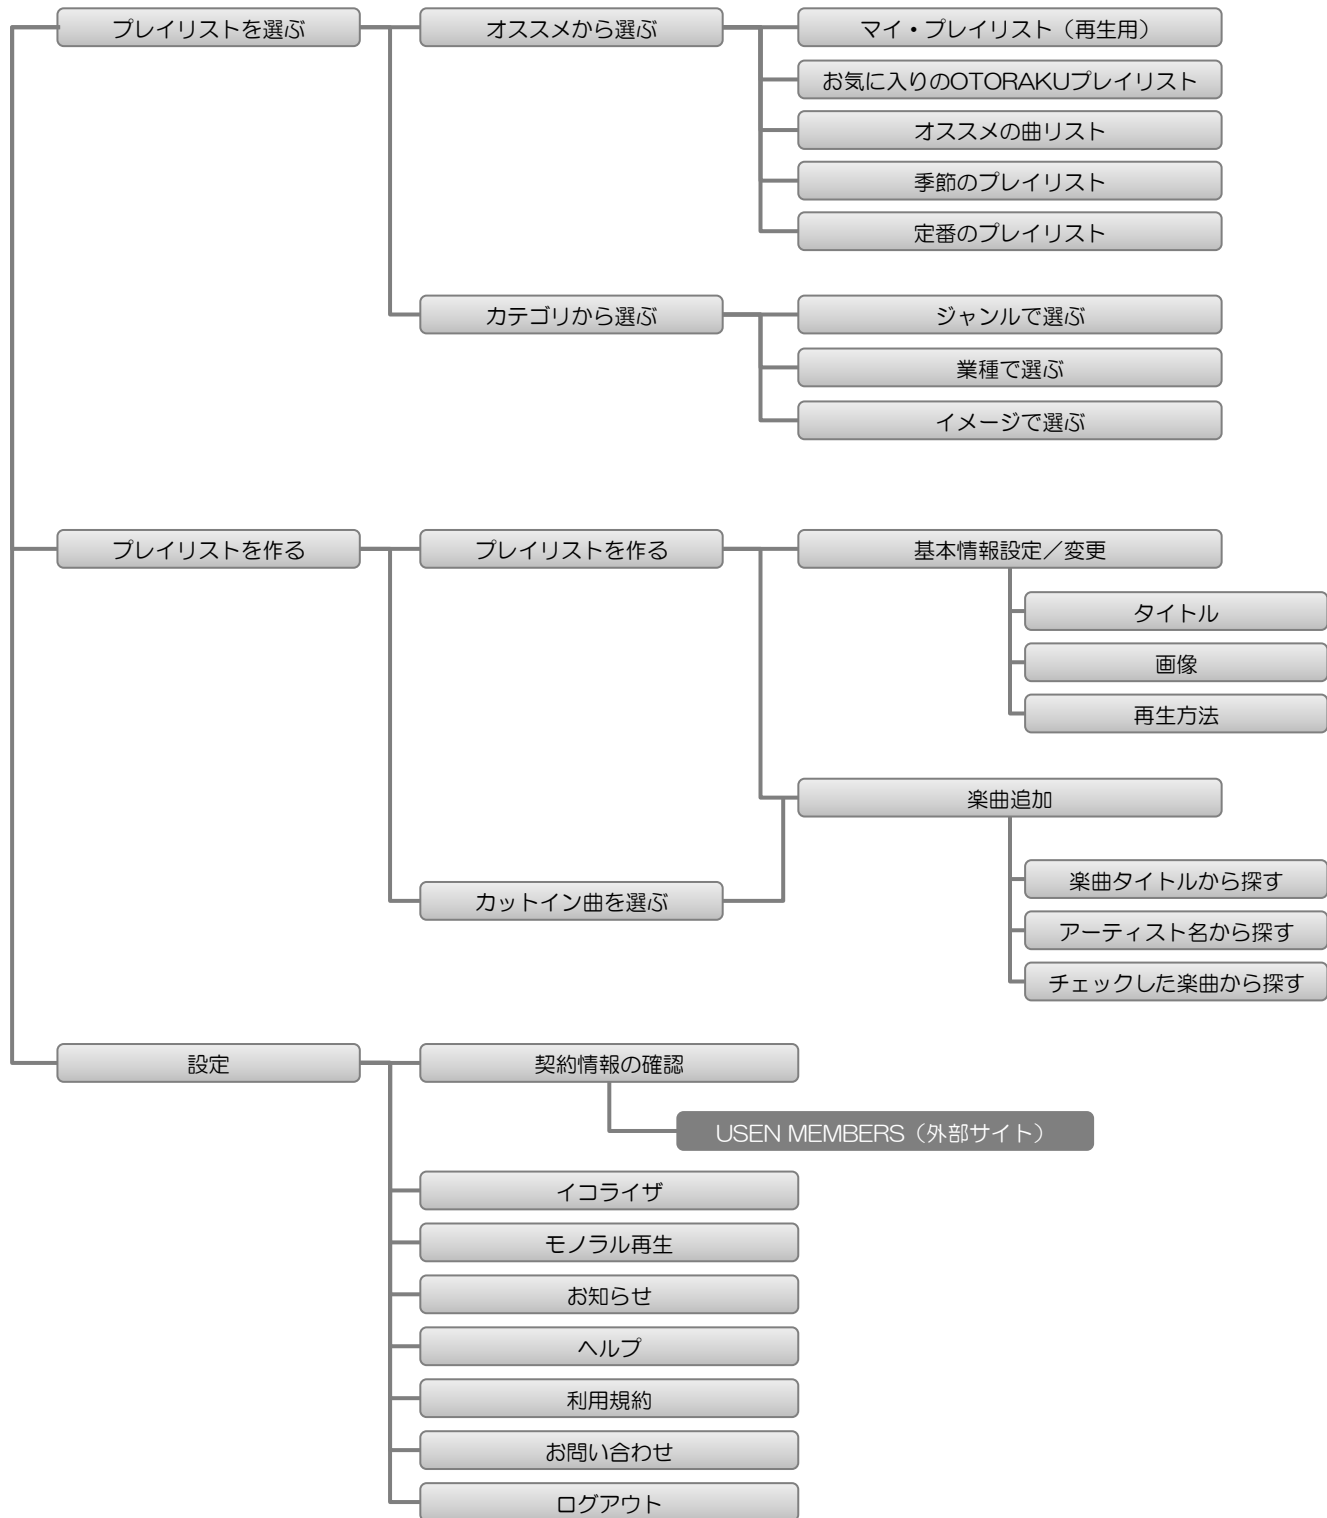 プレイリストを選ぶ
オススメから選ぶ
マイ・プレイリスト（再生用）
お気に入りのOTORAKUプレイリスト
オススメの曲リスト
季節のプレイリスト
定番のプレイリスト
カテゴリから選ぶ
ジャンルで選ぶ
業種で選ぶ
イメージで選ぶ
プレイリストを作る
プレイリストを作る
基本情報設定／変更
タイトル
画像
再生方法
楽曲追加
カットイン曲を選ぶ
楽曲タイトルから探す
アーティスト名から探す
チェックした楽曲から探す
設定
契約情報の確認
USEN MEMBERS（外部サイト）
イコライザ
モノラル再生
お知らせ
ヘルプ
利用規約
お問い合わせ
ログアウト